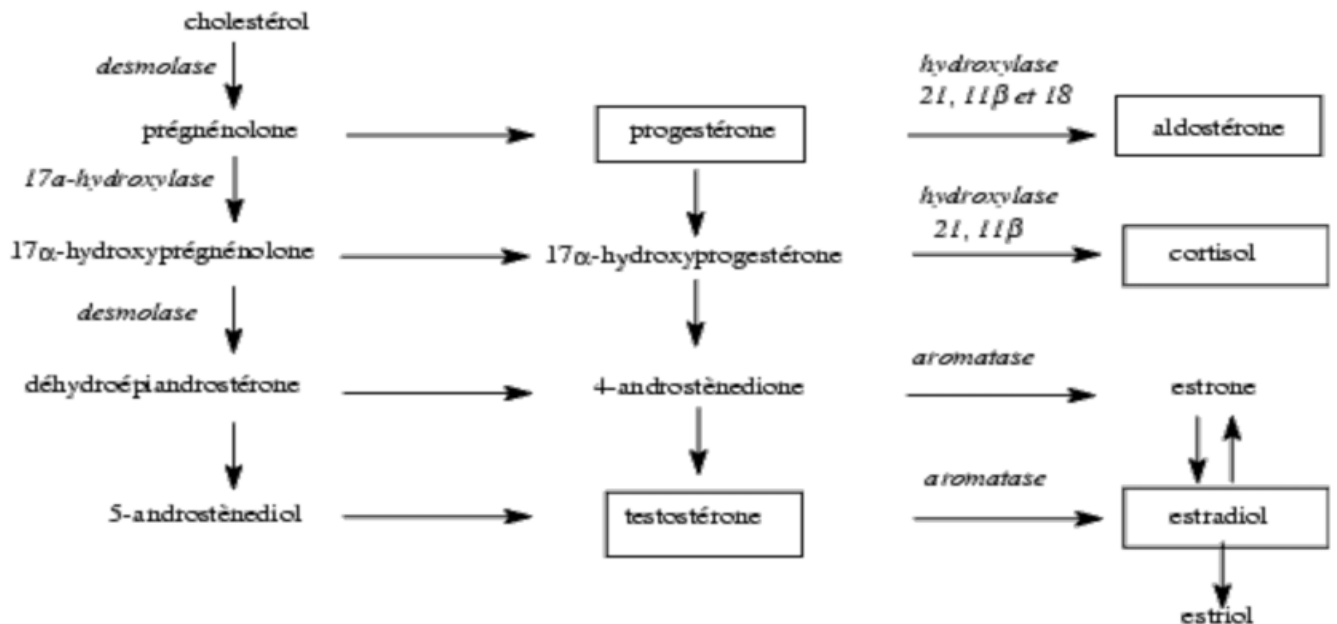 cholestérol
desmolase
hydroxylase
21, 11β et 18
prégnénolone
progestérone
aldostérone
17a-hydroxylase
hydroxylase
21, 11β
17α-hydroxyprégnénolone
17α-hydroxyprogestérone
cortisol
desmolase
aromatase
déhydroépiandrostérone
4-androstènedione
estrone
aromatase
5-androstènediol
testostérone
estradiol
estriol